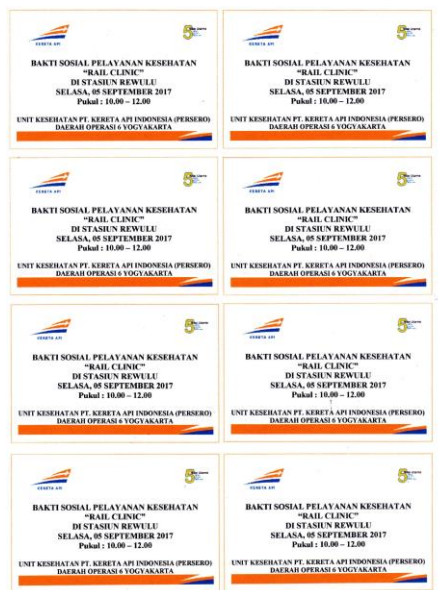 KERETA API
BAKTI SOSIAL PELAYANAN KESEHATAN
"RAIL CLINIC"
DI STASIUN REWULU
SELASA, 05 SEPTEMBER 2017
Pukul : 10.00 – 12.00
UNIT KESEHATAN PT. KERETA API INDONESIA (PERSERO)
DAERAH OPERASI 6 YOGYAKARTA
KERETA API
BAKTI SOSIAL PELAYANAN KESEHATAN
"RAIL CLINIC"
DI STASIUN REWULU
SELASA, 05 SEPTEMBER 2017
Pukul : 10.00 – 12.00
UNIT KESEHATAN PT. KERETA API INDONESIA (PERSERO)
DAERAH OPERASI 6 YOGYAKARTA
KERETA API
BAKTI SOSIAL PELAYANAN KESEHATAN
"RAIL CLINIC"
DI STASIUN REWULU
SELASA, 05 SEPTEMBER 2017
Pukul : 10.00 – 12.00
UNIT KESEHATAN PT. KERETA API INDONESIA (PERSERO)
DAERAH OPERASI 6 YOGYAKARTA
KERETA API
BAKTI SOSIAL PELAYANAN KESEHATAN
"RAIL CLINIC"
DI STASIUN REWULU
SELASA, 05 SEPTEMBER 2017
Pukul : 10.00 – 12.00
UNIT KESEHATAN PT. KERETA API INDONESIA (PERSERO)
DAERAH OPERASI 6 YOGYAKARTA
KERETA API
BAKTI SOSIAL PELAYANAN KESEHATAN
"RAIL CLINIC"
DI STASIUN REWULU
SELASA, 05 SEPTEMBER 2017
Pukul : 10.00 – 12.00
UNIT KESEHATAN PT. KERETA API INDONESIA (PERSERO)
DAERAH OPERASI 6 YOGYAKARTA
KERETA API
BAKTI SOSIAL PELAYANAN KESEHATAN
"RAIL CLINIC"
DI STASIUN REWULU
SELASA, 05 SEPTEMBER 2017
Pukul : 10.00 – 12.00
UNIT KESEHATAN PT. KERETA API INDONESIA (PERSERO)
DAERAH OPERASI 6 YOGYAKARTA
KERETA API
BAKTI SOSIAL PELAYANAN KESEHATAN
"RAIL CLINIC"
DI STASIUN REWULU
SELASA, 05 SEPTEMBER 2017
Pukul : 10.00 – 12.00
UNIT KESEHATAN PT. KERETA API INDONESIA (PERSERO)
DAERAH OPERASI 6 YOGYAKARTA
KERETA API
BAKTI SOSIAL PELAYANAN KESEHATAN
"RAIL CLINIC"
DI STASIUN REWULU
SELASA, 05 SEPTEMBER 2017
Pukul : 10.00 – 12.00
UNIT KESEHATAN PT. KERETA API INDONESIA (PERSERO)
DAERAH OPERASI 6 YOGYAKARTA